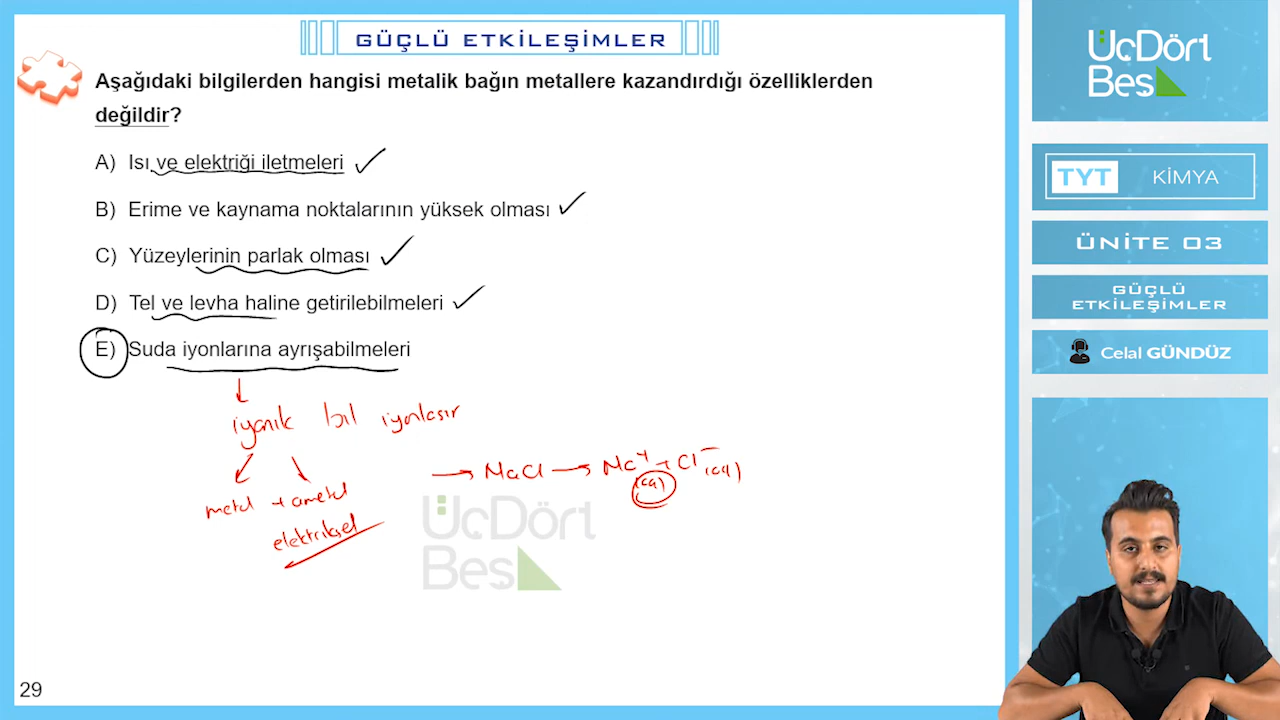 GÜÇLÜ ETKİLEŞİMLER
Aşağıdaki bilgilerden hangisi metalik bağın metallere kazandırdığı özelliklerden
değildir?
A) Isı ve elektriği iletmeleri
B) Erime ve kaynama noktalarının yüksek olması
C) Yüzeylerinin parlak olması
D) Tel ve levha haline getirilebilmeleri
E) Suda iyonlarına ayrışabilmeleri
iyonik bil iyonlaşır
metal + ametal
elektriksel
→ NaCl → Na+ + Cl−
(aq) (aq)
ÜçDört
Beş
29
ÜçDört
Beş
TYT KİMYA
ÜNİTE 03
GÜÇLÜ
ETKİLEŞİMLER
Celal GÜNDÜZ